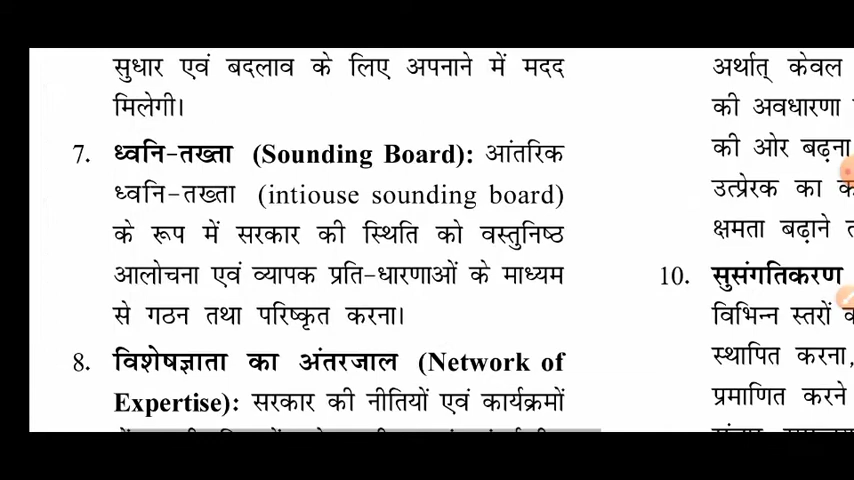 सुधार एवं बदलाव के लिए अपनाने में मदद
मिलेगी।
7. ध्वनि-तख्ता (Sounding Board): आंतरिक
ध्वनि-तख्ता (intiouse sounding board)
के रूप में सरकार की स्थिति को वस्तुनिष्ठ
आलोचना एवं व्यापक प्रति-धारणाओं के माध्यम
से गठन तथा परिष्कृत करना।
8. विशेषज्ञाता का अंतरजाल (Network of
Expertise): सरकार की नीतियों एवं कार्यक्रमों
अर्थात् केवल
की अवधारणा
की ओर बढ़ना
उत्प्रेरक का
क्षमता बढ़ाने
10. सुसंगतिकरण
विभिन्न स्तरों
स्थापित करना,
प्रमाणित करने